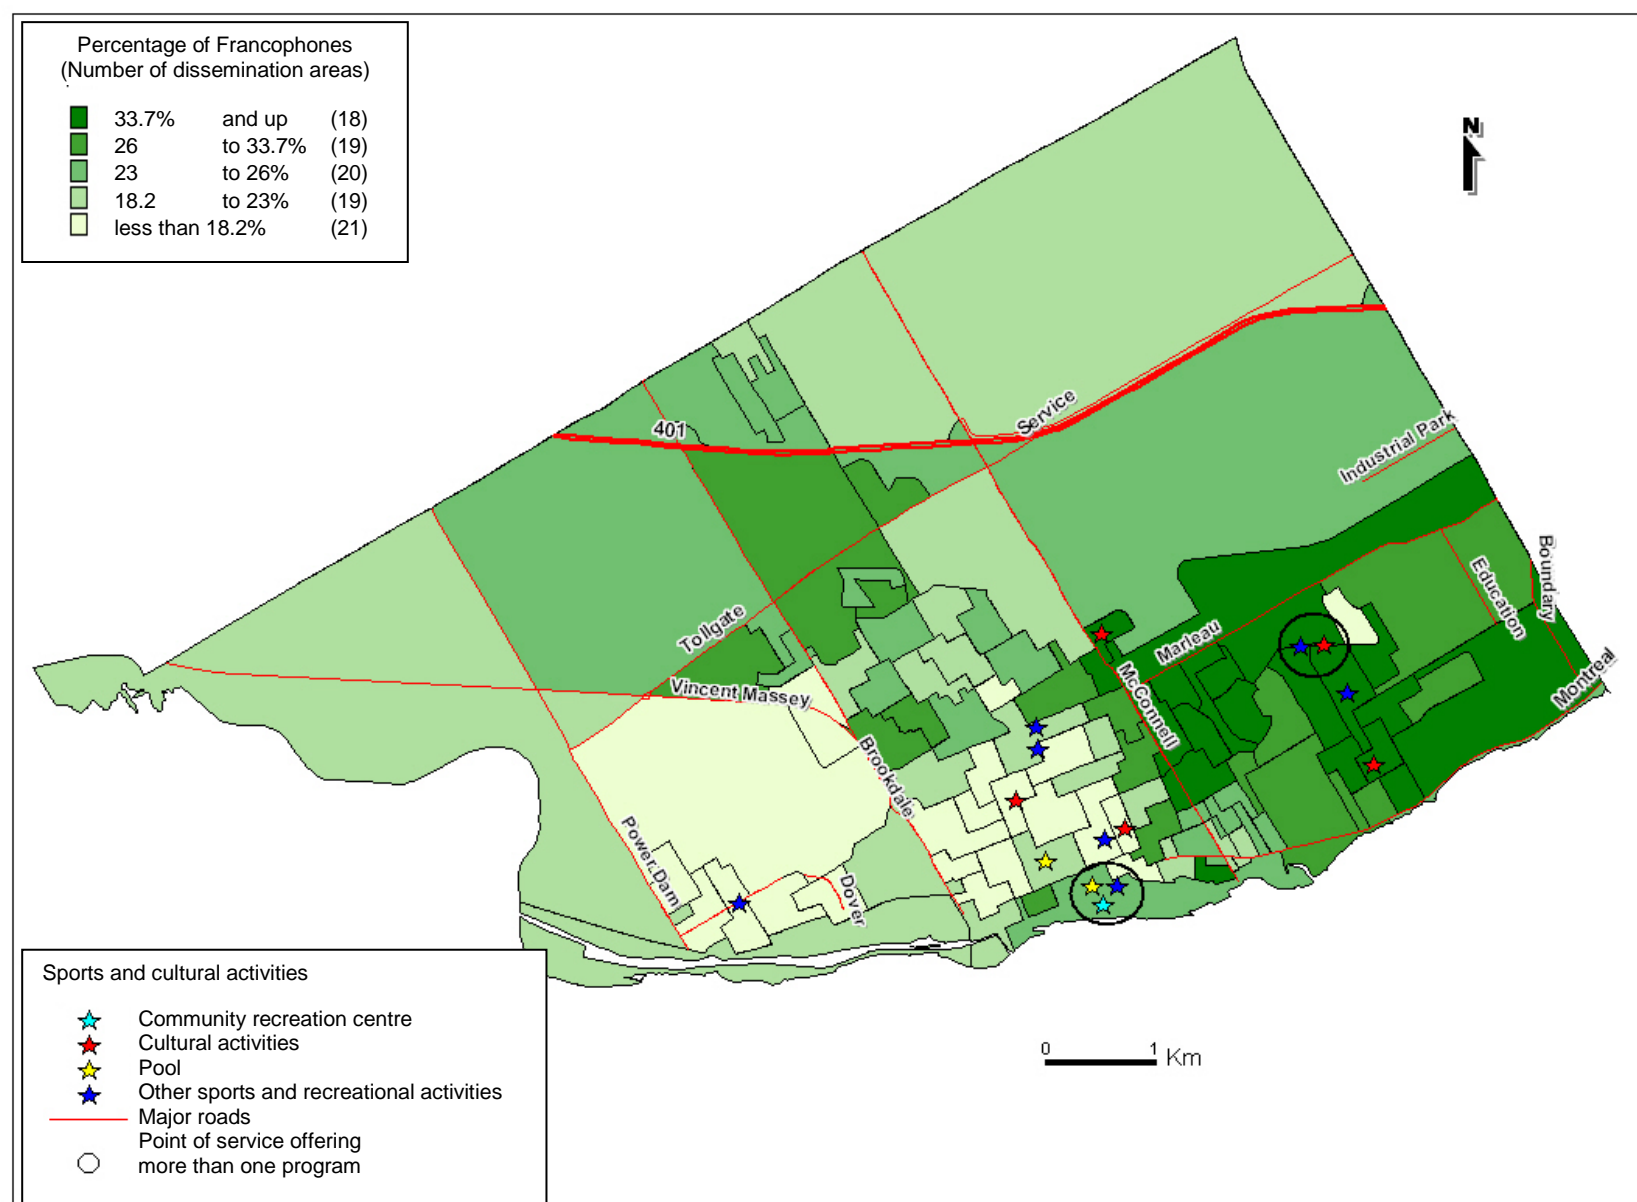 Percentage of Francophones
(Number of dissemination areas)
33.7% and up (18)
26 to 33.7% (19)
23 to 26% (20)
18.2 to 23% (19)
less than 18.2% (21)
N
401
Service
Industrial Park
Boundary
Education
Tollgate
Marleau
McConnell
Montreal
Vincent Massey
Brookdale
Power Dam
Dover
Sports and cultural activities
Community recreation centre
Cultural activities
Pool
Other sports and recreational activities
Major roads
Point of service offering
more than one program
0 1 Km